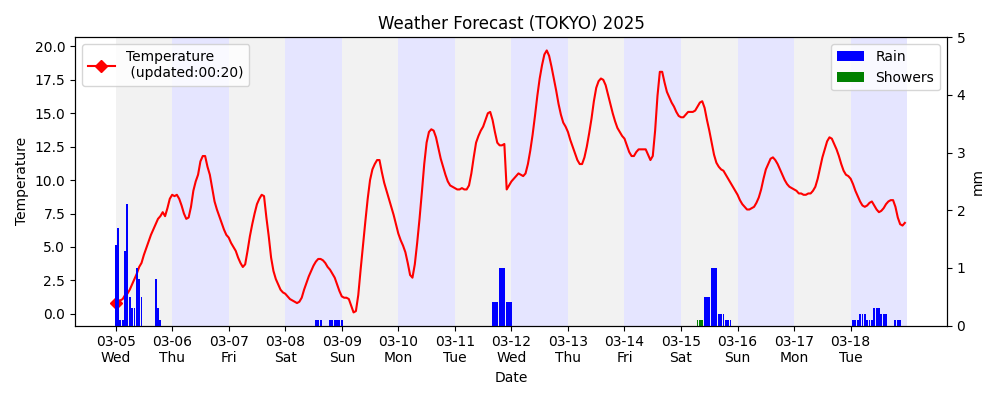 Weather Forecast (TOKYO) 2025
Temperature
(updated:00:20)
Rain
Showers
20.0
17.5
15.0
12.5
10.0
7.5
5.0
2.5
0.0
Temperature
5
4
3
2
1
0
mm
03-05 03-06 03-07 03-08 03-09 03-10 03-11 03-12 03-13 03-14 03-15 03-16 03-17 03-18
Wed Thu Fri Sat Sun Mon Tue Wed Thu Fri Sat Sun Mon Tue
Date